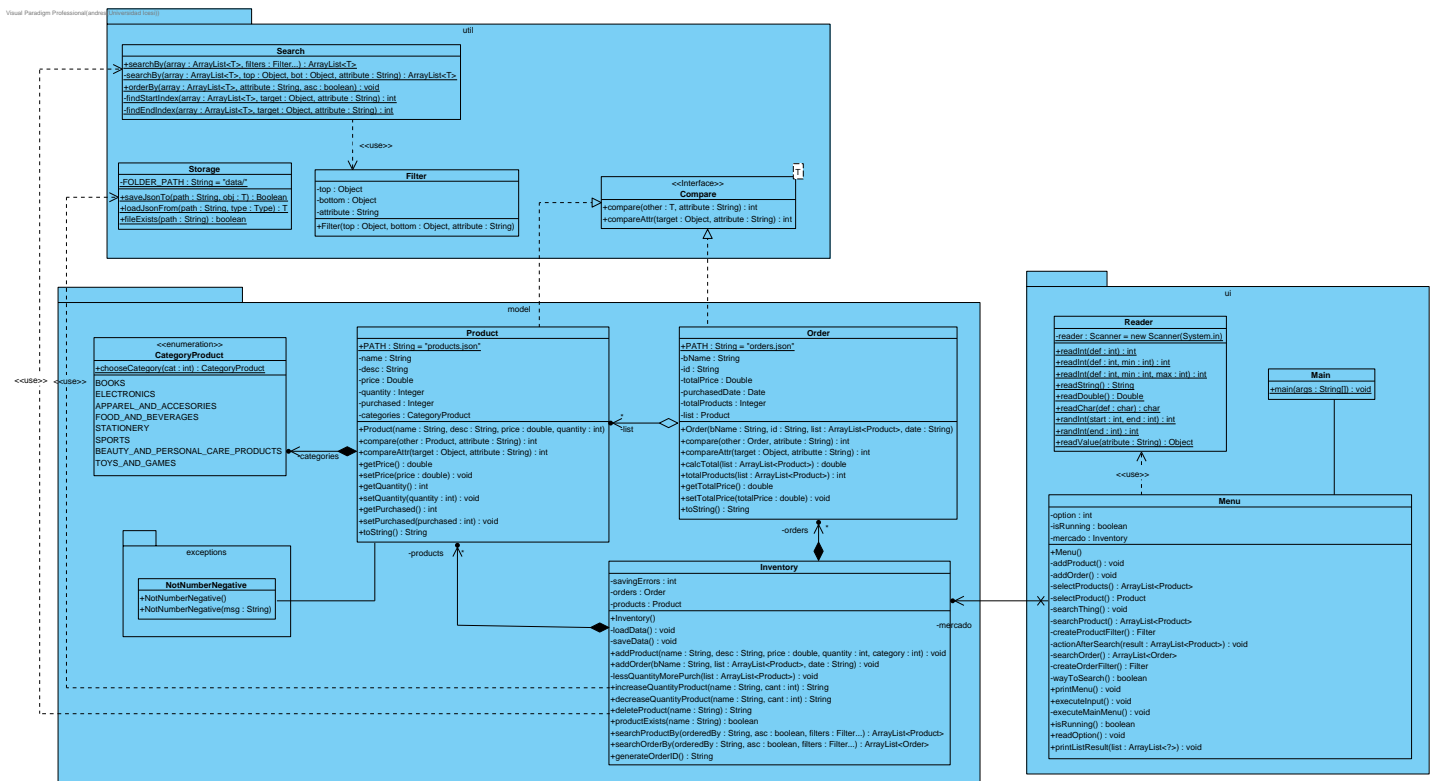 Visual Paradigm Professional(andres(Universidad Icesi))
util
Search
+searchBy(array : ArrayList<T>, filters : Filter...) : ArrayList<T>
-searchBy(array : ArrayList<T>, top : Object, bot : Object, attribute : String) : ArrayList<T>
+orderBy(array : ArrayList<T>, attribute : String, asc : boolean) : void
-findStartIndex(array : ArrayList<T>, target : Object, attribute : String) : int
-findEndIndex(array : ArrayList<T>, target : Object, attribute : String) : int
<<use>>
Storage
-FOLDER_PATH : String = "data/"
+saveJsonTo(path : String, obj : T) : Boolean
+loadJsonFrom(path : String, type : Type) : T
+fileExists(path : String) : boolean
Filter
-top : Object
-bottom : Object
-attribute : String
+Filter(top : Object, bottom : Object, attribute : String)
T
<<Interface>>
Compare
+compare(other : T, attribute : String) : int
+compareAttr(target : Object, attribute : String) : int
model
<<use>>
<<use>>
<<enumeration>>
CategoryProduct
+chooseCategory(cat : int) : CategoryProduct
BOOKS
ELECTRONICS
APPAREL_AND_ACCESORIES
FOOD_AND_BEVERAGES
STATIONERY
SPORTS
BEAUTY_AND_PERSONAL_CARE_PRODUCTS
TOYS_AND_GAMES
-categories
Product
+PATH : String = "products.json"
-name : String
-desc : String
-price : Double
-quantity : Integer
-purchased : Integer
-categories : CategoryProduct
+Product(name : String, desc : String, price : double, quantity : int)
+compare(other : Product, attribute : String) : int
+compareAttr(target : Object, attribute : String) : int
+getPrice() : double
+setPrice(price : double) : void
+getQuantity() : int
+setQuantity(quantity : int) : void
+getPurchased() : int
+setPurchased(purchased : int) : void
+toString() : String
*
-list
Order
+PATH : String = "orders.json"
-bName : String
-id : String
-totalPrice : Double
-purchasedDate : Date
-totalProducts : Integer
-list : Product
+Order(bName : String, id : String, list : ArrayList<Product>, date : String)
+compare(other : Order, attribute : String) : int
+compareAttr(target : Object, attributte : String) : int
+calcTotal(list : ArrayList<Product>) : double
+totalProducts(list : ArrayList<Product>) : int
+getTotalPrice() : double
+setTotalPrice(totalPrice : double) : void
+toString() : String
-orders
*
-products
*
exceptions
NotNumberNegative
+NotNumberNegative()
+NotNumberNegative(msg : String)
Inventory
-savingErrors : int
-orders : Order
-products : Product
+Inventory()
-loadData() : void
-saveData() : void
+addProduct(name : String, desc : String, price : double, quantity : int, category : int) : void
+addOrder(bName : String, list : ArrayList<Product>, date : String) : void
-lessQuantityMorePurch(list : ArrayList<Product>) : void
+increaseQuantityProduct(name : String, cant : int) : String
+decreaseQuantityProduct(name : String, cant : int) : String
+deleteProduct(name : String) : String
+productExists(name : String) : boolean
+searchProductBy(orderedBy : String, asc : boolean, filters : Filter...) : ArrayList<Product>
+searchOrderBy(orderedBy : String, asc : boolean, filters : Filter...) : ArrayList<Order>
+generateOrderID() : String
-mercado
ui
Reader
-reader : Scanner = new Scanner(System.in)
+readInt(def : int) : int
+readInt(def : int, min : int) : int
+readInt(def : int, min : int, max : int) : int
+readString() : String
+readDouble() : Double
+readChar(def : char) : char
+randInt(start : int, end : int) : int
+randInt(end : int) : int
+readValue(atribute : String) : Object
Main
+main(args : String[]) : void
<<use>>
Menu
-option : int
-isRunning : boolean
-mercado : Inventory
+Menu()
-addProduct() : void
-addOrder() : void
-selectProducts() : ArrayList<Product>
-selectProduct() : Product
-searchThing() : void
-searchProduct() : ArrayList<Product>
-createProductFilter() : Filter
-actionAfterSearch(result : ArrayList<Product>) : void
-searchOrder() : ArrayList<Order>
-createOrderFilter() : Filter
-wayToSearch() : boolean
+printMenu() : void
+executeInput() : void
-executeMainMenu() : void
+isRunning() : boolean
+readOption() : void
+printListResult(list : ArrayList<?>) : void